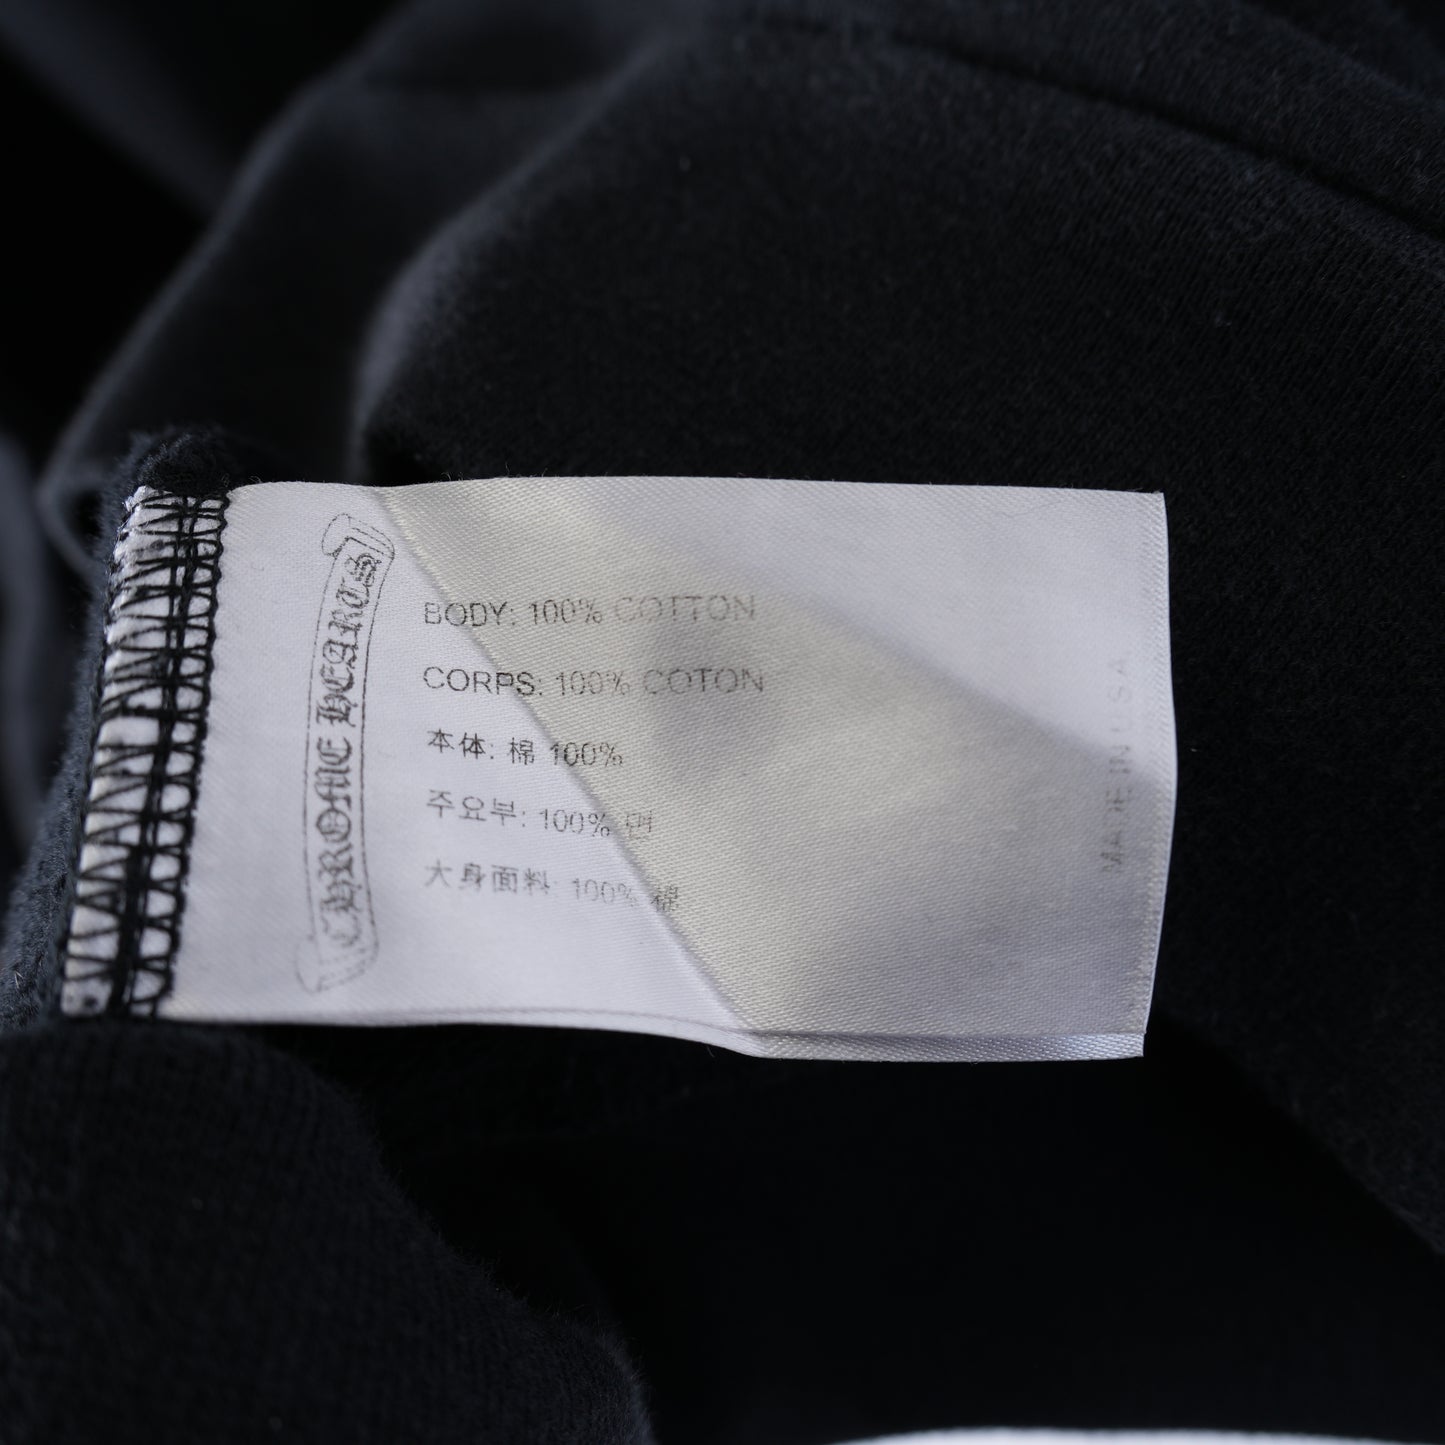 CHROME HEARTS
BODY: 100% COTTON
CORPS: 100% COTON
本体: 棉 100%
주요부: 100% 면
大身面料: 100% 棉
MADE IN U.S.A.